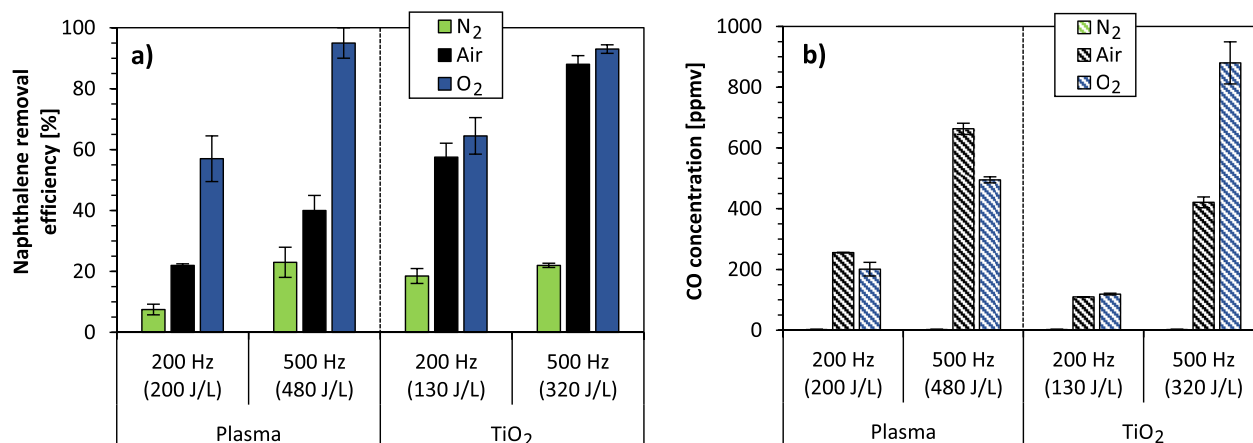 a)
N2
Air
O2
Naphthalene removal
efficiency [%]
100
80
60
40
20
0
200 Hz
(200 J/L)
500 Hz
(480 J/L)
200 Hz
(130 J/L)
500 Hz
(320 J/L)
Plasma
TiO2
b)
N2
Air
O2
CO concentration [ppmv]
1000
800
600
400
200
0
200 Hz
(200 J/L)
500 Hz
(480 J/L)
200 Hz
(130 J/L)
500 Hz
(320 J/L)
Plasma
TiO2